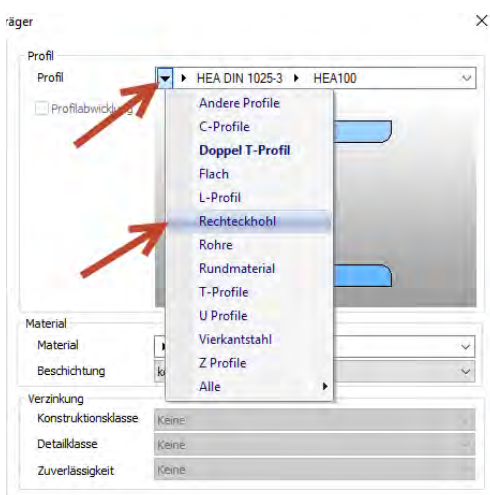 räger
Profil
Profil HEA DIN 1025-3 HEA100
Profilabwicklung
Andere Profile
C-Profile
Doppel T-Profil
Flach
L-Profil
Rechteckhohl
Rohre
Rundmaterial
T-Profile
U Profile
Vierkantstahl
Z Profile
Alle
Material
Material
Beschichtung
Verzinkung
Konstruktionsklasse Keine
Detailklasse Keine
Zuverlässigkeit Keine